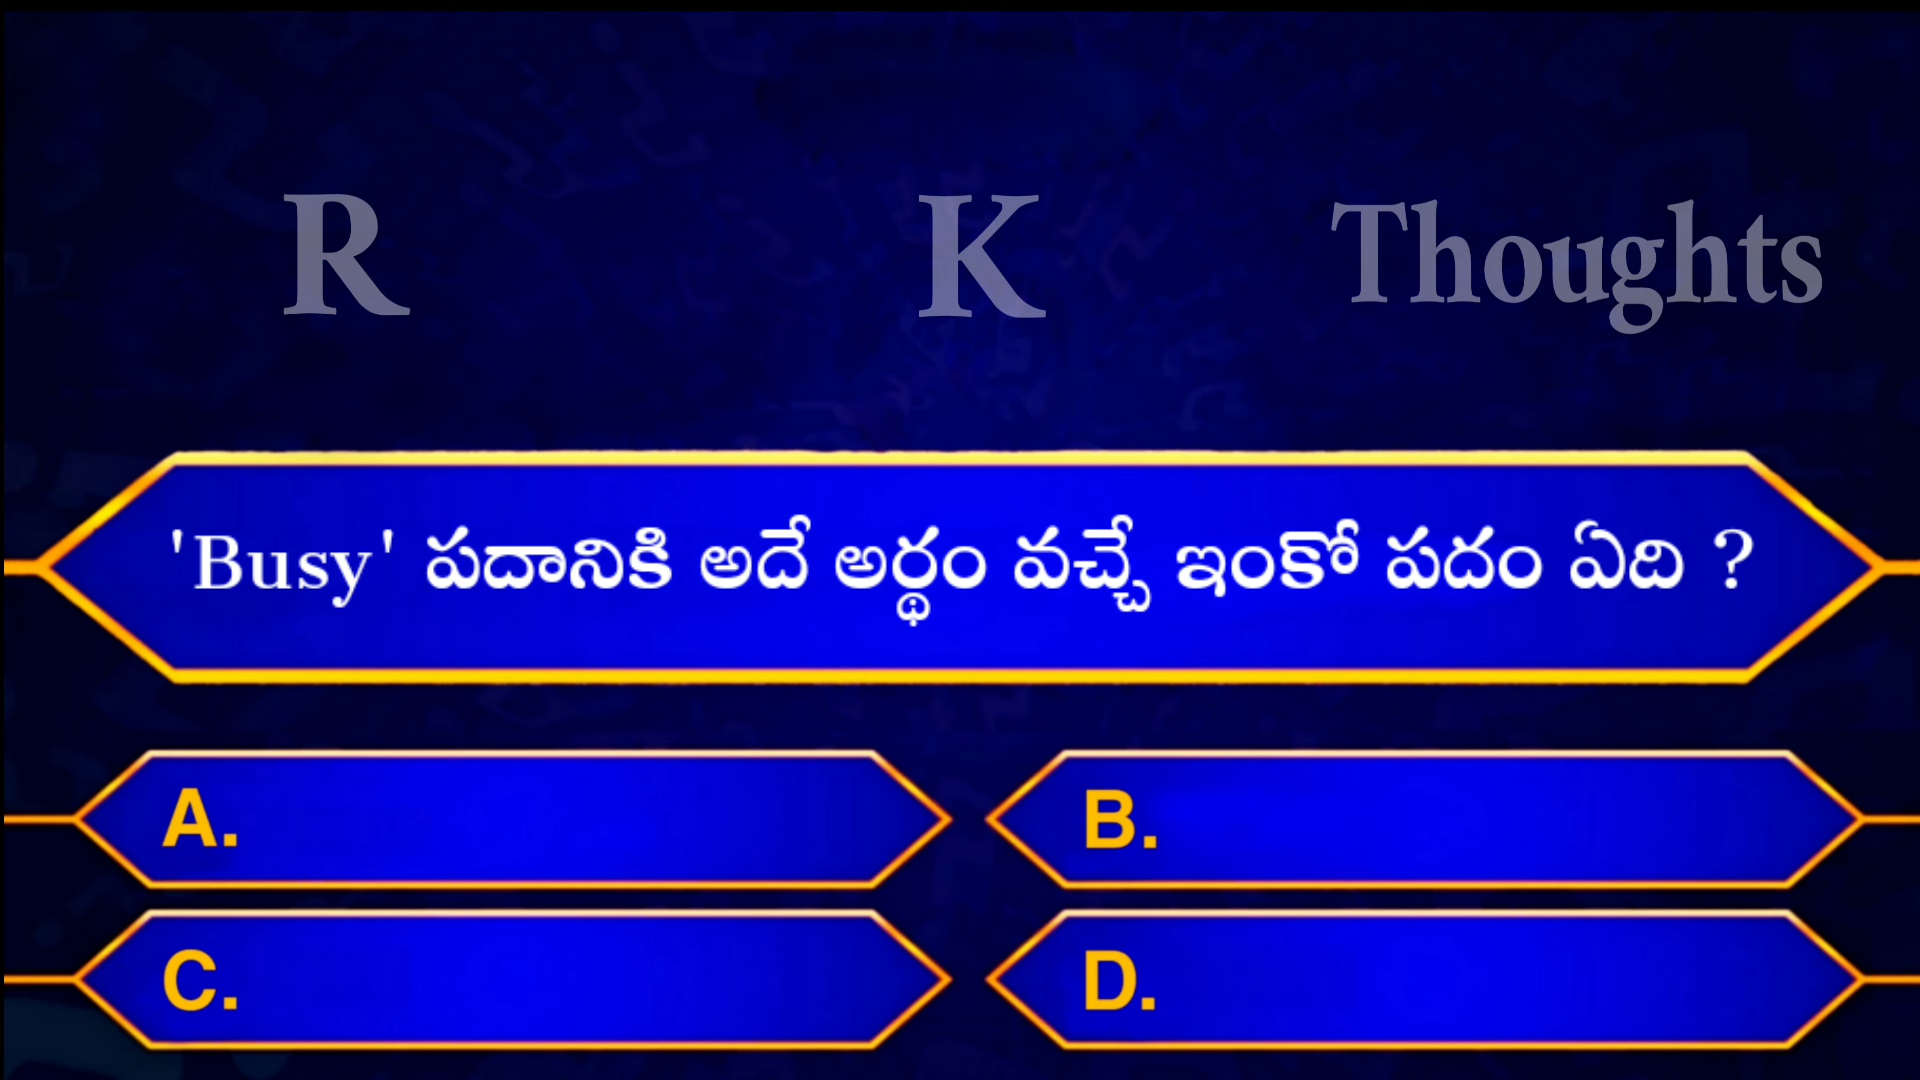 R K Thoughts
'Busy' పదానికి అదే అర్థం వచ్చే ఇంకో పదం ఏది ?
A.
B.
C.
D.